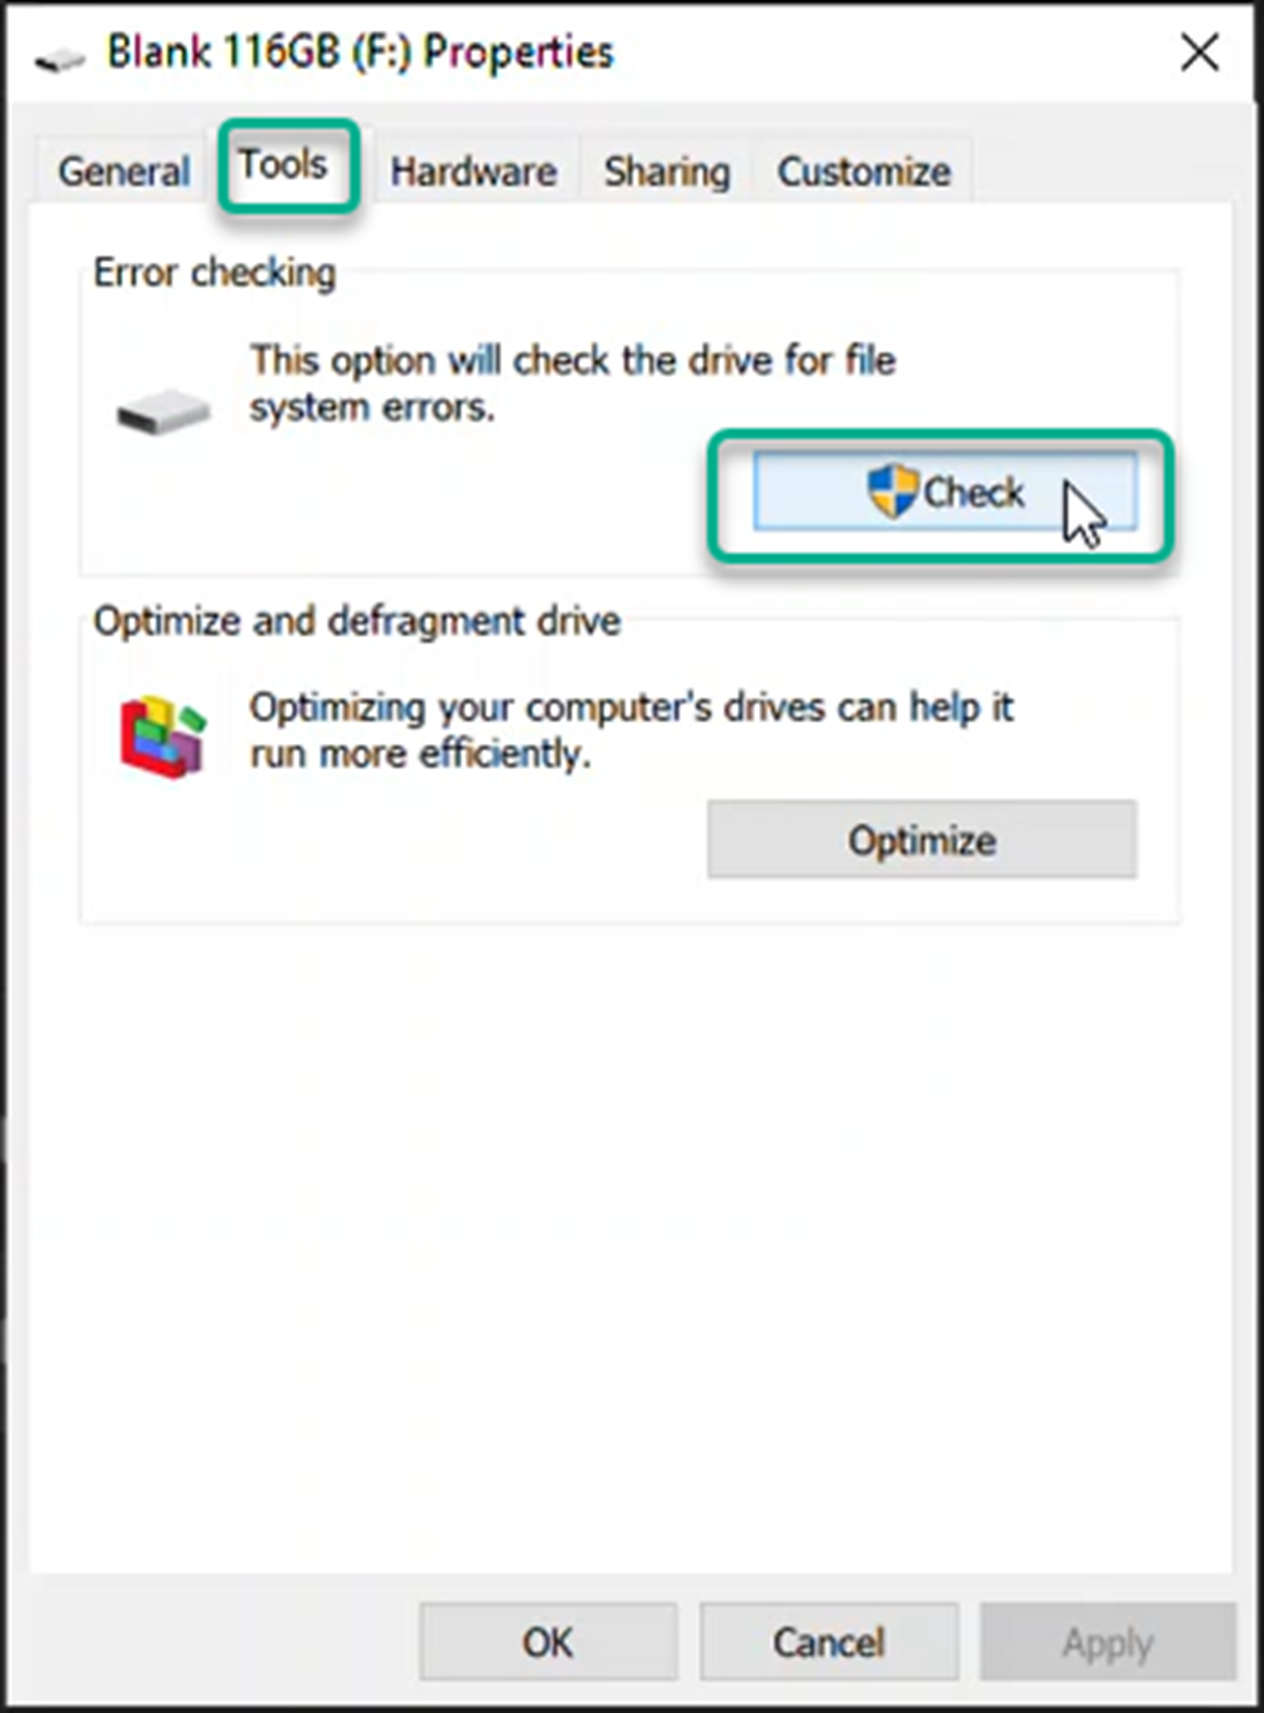 Blank 116GB (F:) Properties
General Tools Hardware Sharing Customize
Error checking
This option will check the drive for file
system errors.
Check
Optimize and defragment drive
Optimizing your computer's drives can help it
run more efficiently.
Optimize
OK Cancel Apply